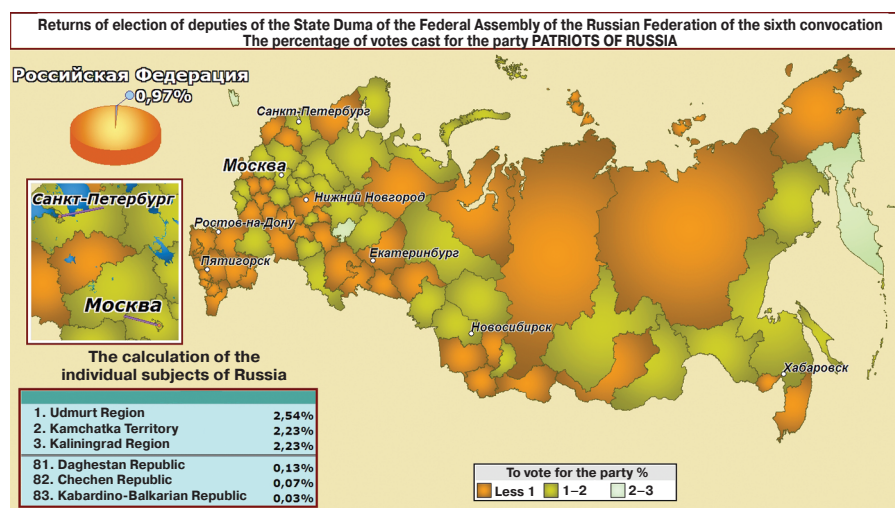 Returns of election of deputies of the State Duma of the Federal Assembly of the Russian Federation of the sixth convocation
The percentage of votes cast for the party PATRIOTS OF RUSSIA
Российская Федерация
0,97%
Санкт-Петербург
Москва
Нижний Новгород
Ростов-на-Дону
Пятигорск
Екатеринбург
Новосибирск
Хабаровск
Санкт-Петербург
Москва
The calculation of the
individual subjects of Russia
1. Udmurt Region 2,54%
2. Kamchatka Territory 2,23%
3. Kaliningrad Region 2,23%
81. Daghestan Republic 0,13%
82. Chechen Republic 0,07%
83. Kabardino-Balkarian Republic 0,03%
To vote for the party %
Less 1 1–2 2–3